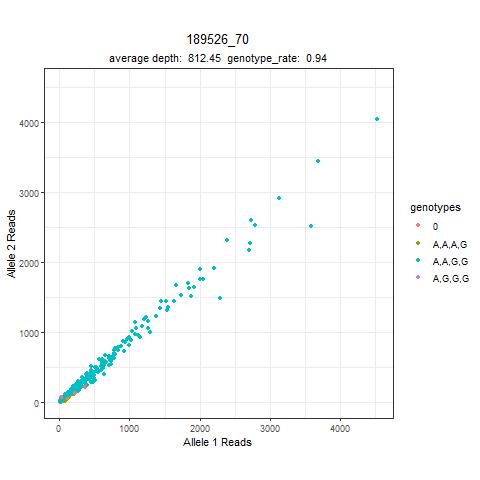 189526_70
average depth:  812.45  genotype_rate:  0.94
Allele 2 Reads
4000
3000
2000
1000
0
0
1000
2000
3000
4000
Allele 1 Reads
genotypes
0
A,A,A,G
A,A,G,G
A,G,G,G